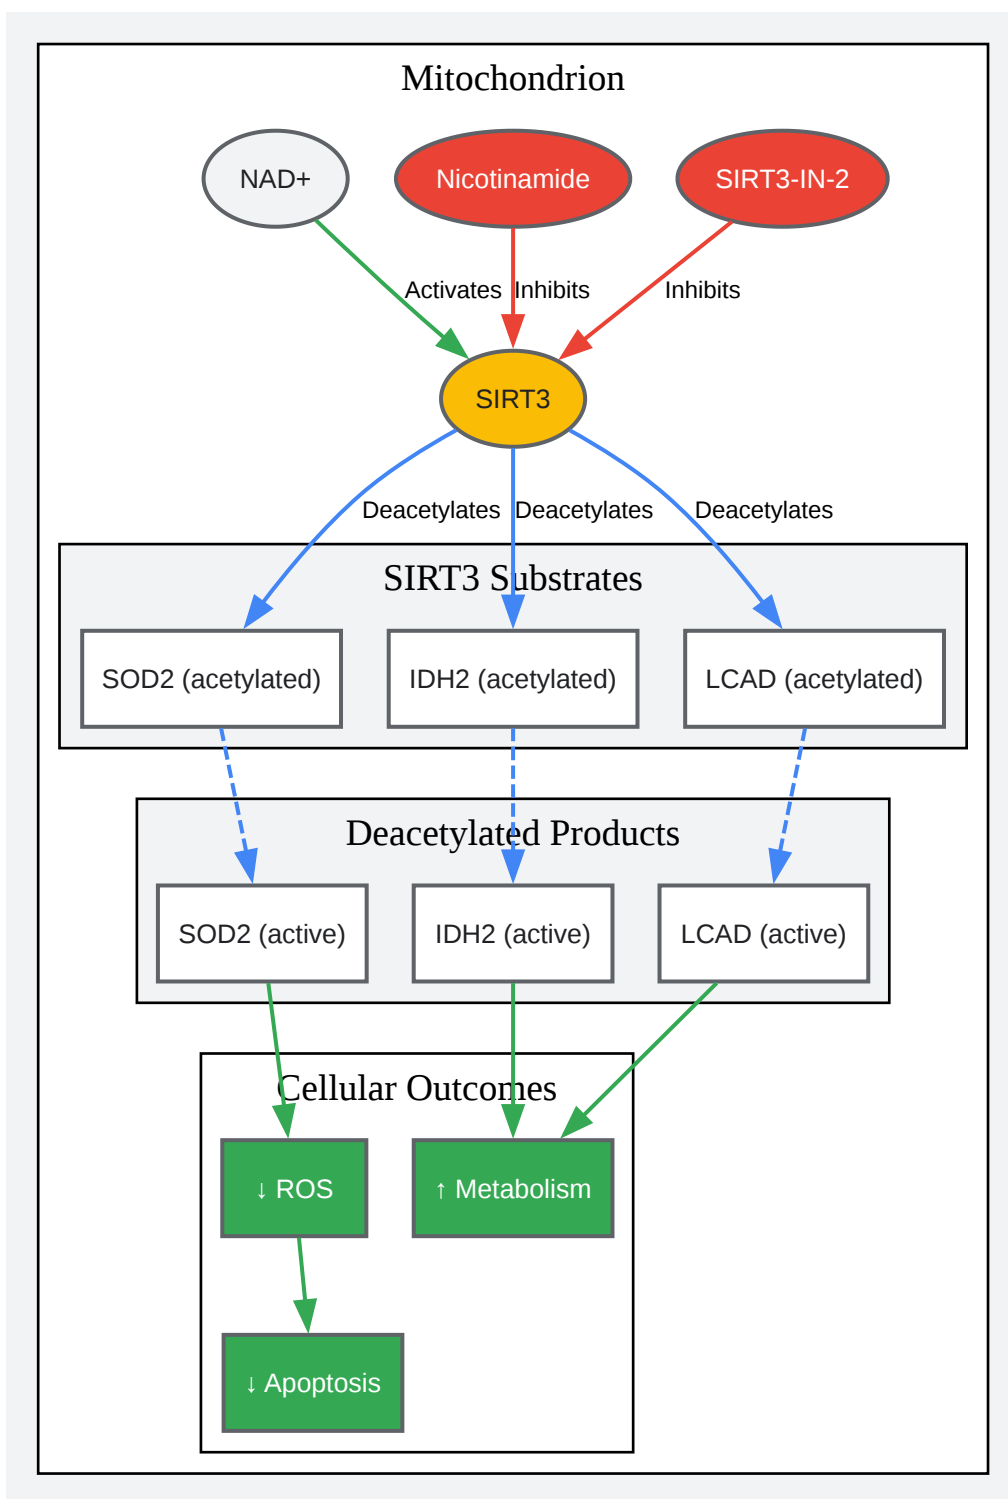 Mitochondrion
NAD+
Nicotinamide
SIRT3-IN-2
Activates
Inhibits
Inhibits
SIRT3
Deacetylates
Deacetylates
Deacetylates
SIRT3 Substrates
SOD2 (acetylated)
IDH2 (acetylated)
LCAD (acetylated)
Deacetylated Products
SOD2 (active)
IDH2 (active)
LCAD (active)
Cellular Outcomes
↓ ROS
↑ Metabolism
↓ Apoptosis